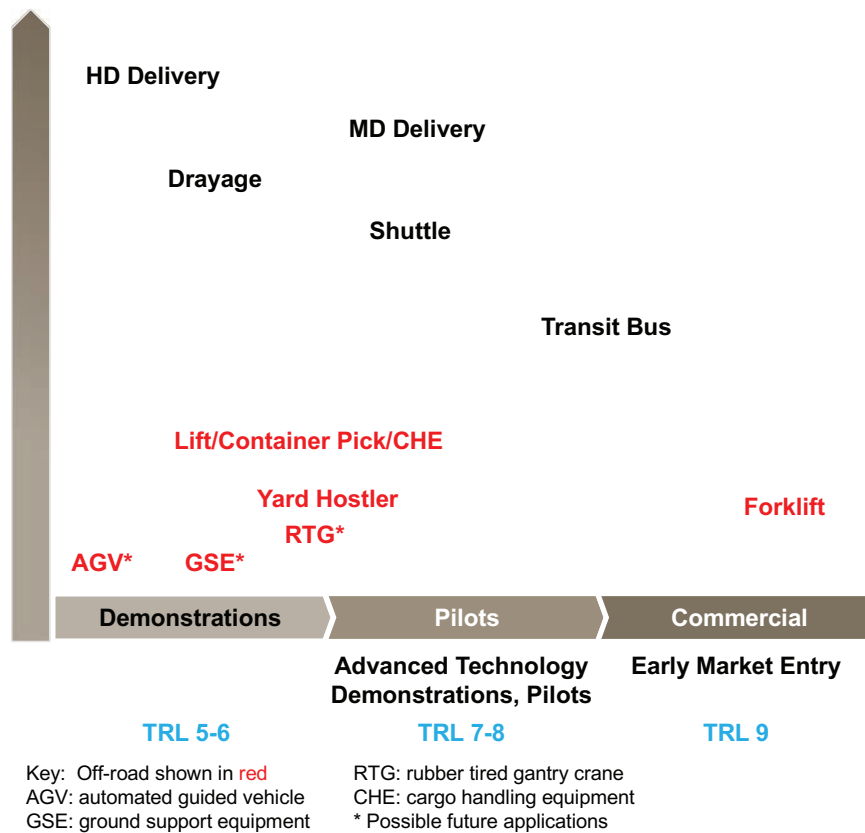 HD Delivery
MD Delivery
Drayage
Shuttle
Transit Bus
Lift/Container Pick/CHE
Yard Hostler
Forklift
RTG*
AGV*
GSE*
Demonstrations
Pilots
Commercial
Advanced Technology
Demonstrations, Pilots
Early Market Entry
TRL 5-6
TRL 7-8
TRL 9
Key: Off-road shown in red
AGV: automated guided vehicle
GSE: ground support equipment
RTG: rubber tired gantry crane
CHE: cargo handling equipment
* Possible future applications